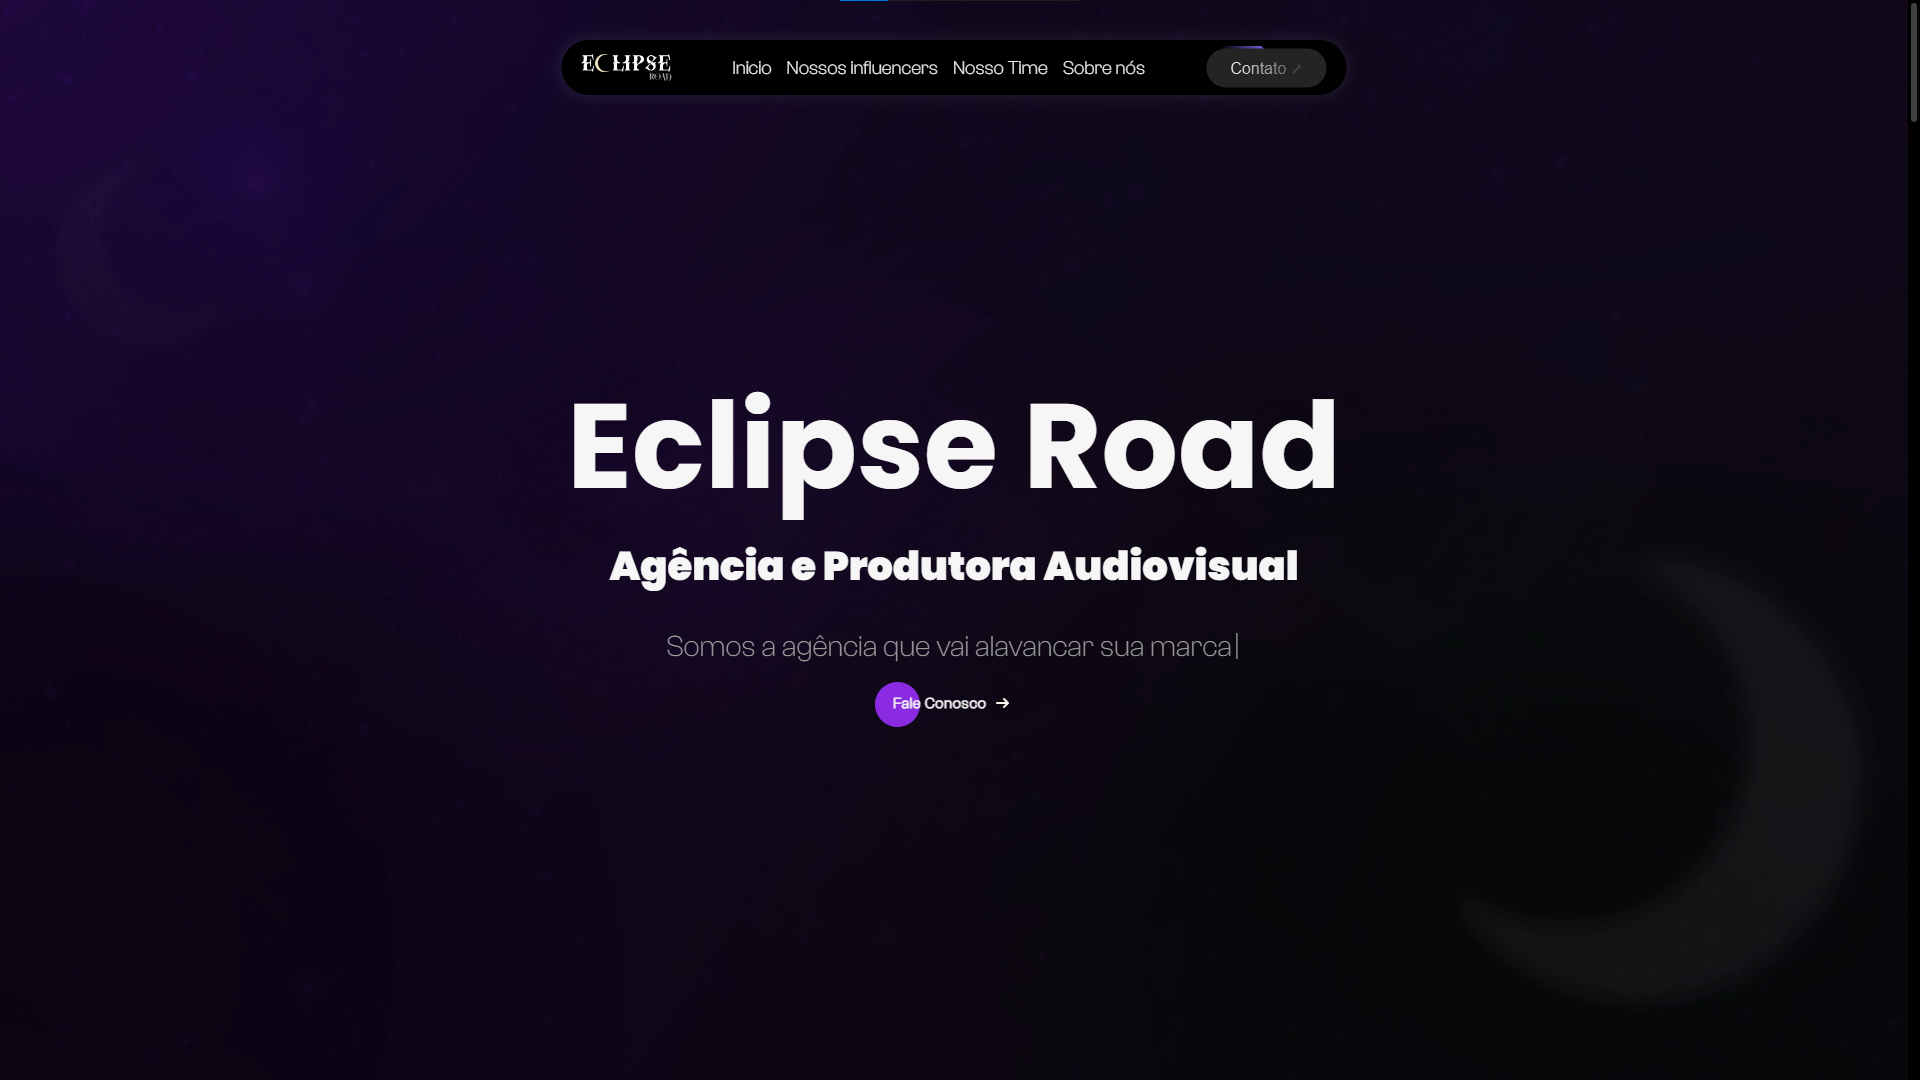 ECLIPSE
ROAD
Inicio
Nossos influencers
Nosso Time
Sobre nós
Contato ↗
Eclipse Road
Agência e Produtora Audiovisual
Somos a agência que vai alavancar sua marca|
Fale Conosco →